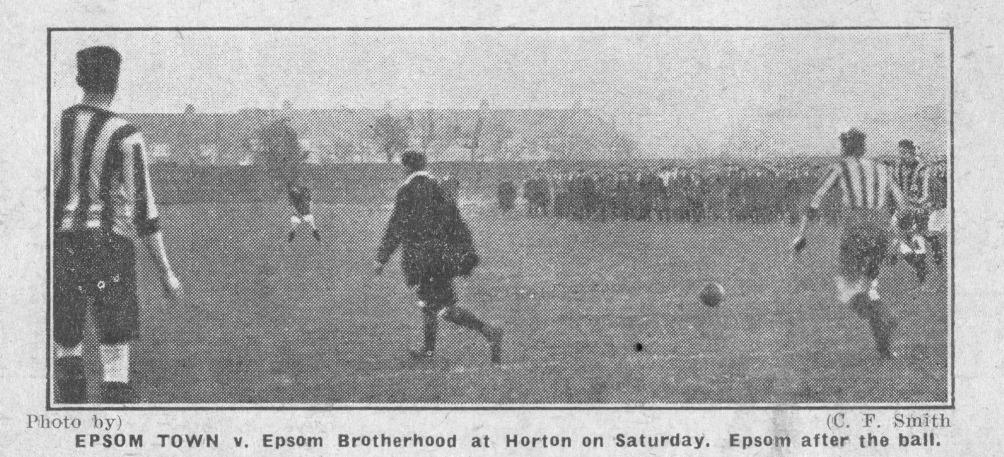 Photo by) (C. F. Smith
EPSOM TOWN v. Epsom Brotherhood at Horton on Saturday. Epsom after the ball.